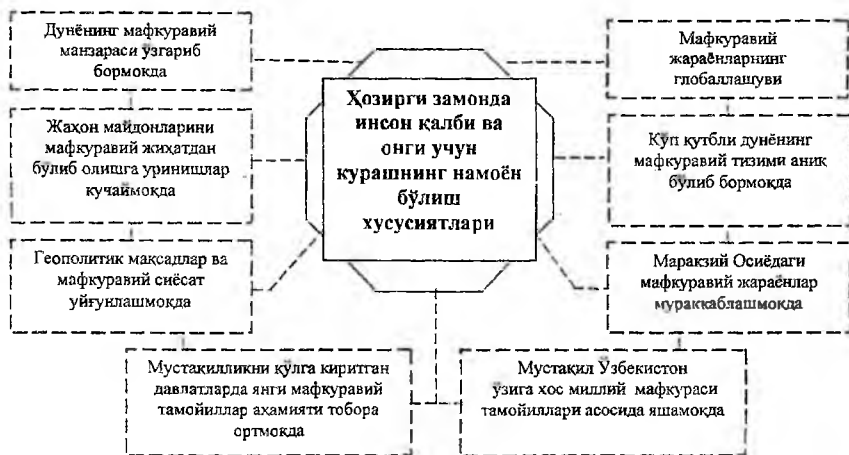 Дунёнинг мафкуравий
манзараси ўзгариб
бормокда
Жаҳон майдонларини
мафкуравий жиҳатдан
бўлиб олишга уринишлар
кучаймоқда
Геополитик мақсадлар ва
мафкуравий сиёсат
уйғунлашмоқда
Ҳозирги замонда
инсон қалби ва
онги учун
курашнинг намоён
бўлиш
хусусиятлари
Мафкуравий
жараёнларнинг
глобаллашуви
Кўп қутбли дунёнинг
мафкуравий тизими аниқ
бўлиб бормоқда
Маракзий Осиёдаги
мафкуравий жараёнлар
мураккаблашмоқда
Мустақилликни қўлга киритган
давлатларда янги мафкуравий
тамойиллар аҳамияти тобора
ортмоқда
Мустақил Ўзбекистон
ўзига хос миллий мафкураси
тамойиллари асосида яшамоқда